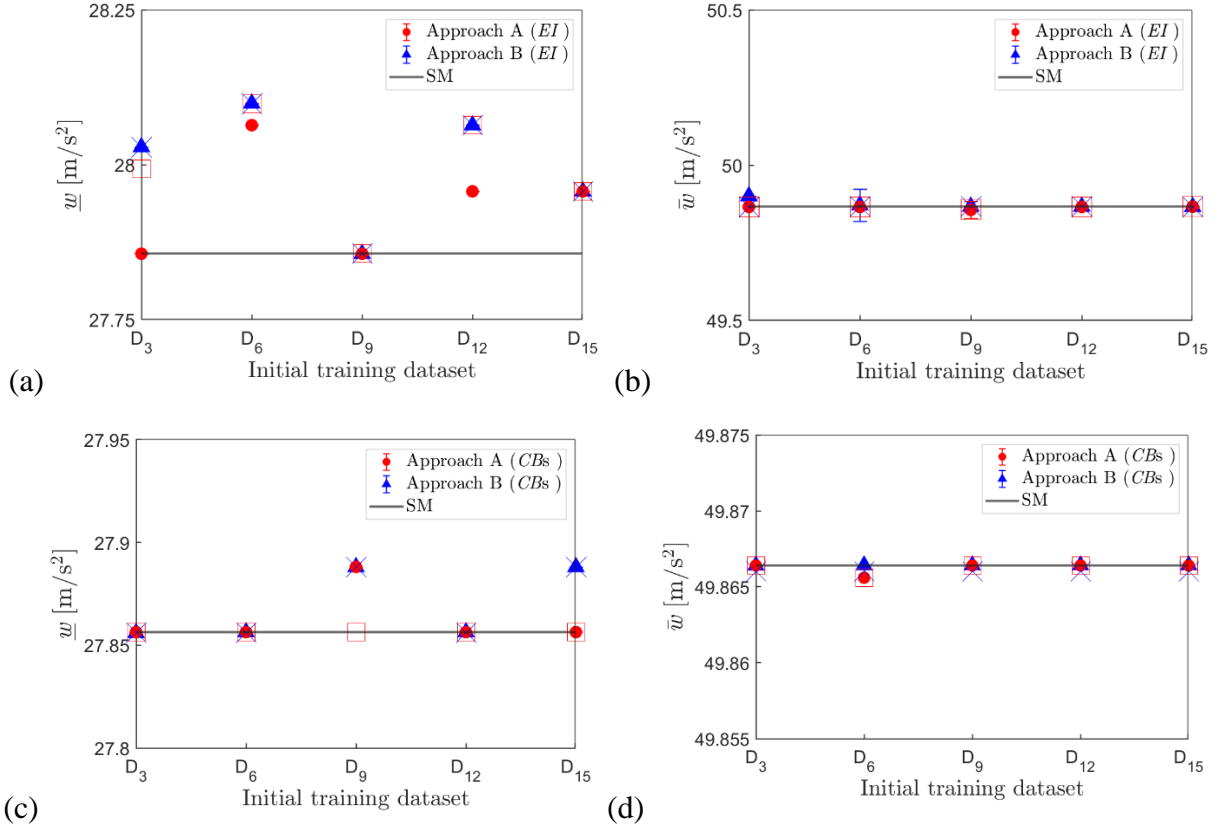 28.25
28
27.75
w [m/s²]
Approach A (EI)
Approach B (EI)
SM
D₃ D₆ D₉ D₁₂ D₁₅
Initial training dataset
(a)
50.5
50
49.5
w̄ [m/s²]
Approach A (EI)
Approach B (EI)
SM
D₃ D₆ D₉ D₁₂ D₁₅
Initial training dataset
(b)
27.95
27.9
27.85
27.8
w [m/s²]
Approach A (CBs)
Approach B (CBs)
SM
D₃ D₆ D₉ D₁₂ D₁₅
Initial training dataset
(c)
49.875
49.87
49.865
49.86
49.855
w̄ [m/s²]
Approach A (CBs)
Approach B (CBs)
SM
D₃ D₆ D₉ D₁₂ D₁₅
Initial training dataset
(d)